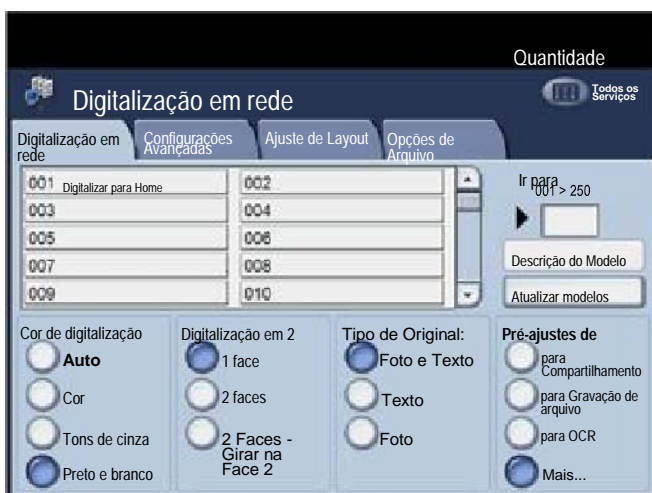 Quantidade
Digitalização em rede
Todos os
Serviços
Digitalização em
rede
Configurações
Avançadas
Ajuste de Layout
Opções de
Arquivo
001 Digitalizar para Home
002
003
004
005
006
007
008
009
010
Ir para
001 > 250
Descrição do Modelo
Atualizar modelos
Cor de digitalização
Auto
Cor
Tons de cinza
Preto e branco
Digitalização em 2
1 face
2 faces
2 Faces -
Girar na
Face 2
Tipo de Original:
Foto e Texto
Texto
Foto
Pré-ajustes de
para
Compartilhamento
para Gravação de
arquivo
para OCR
Mais...